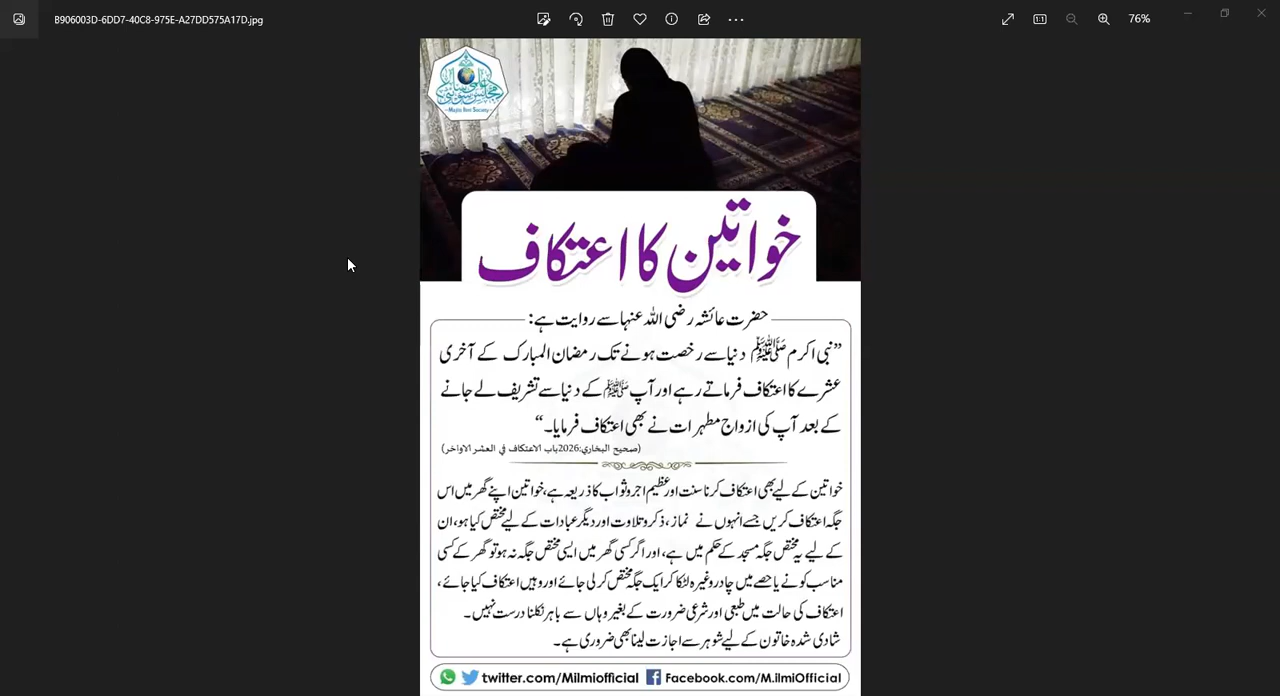 B906003D-6DD7-40C8-975E-A27DD575A17D.jpg
76%
مجلس علمی سوسائٹی
Majlis Ilmi Society
خواتین کا اعتکاف
حضرت عائشہ رضی اللہ عنہا سے روایت ہے:
”نبی اکرم ﷺ دنیا سے رخصت ہونے تک رمضان المبارک کے آخری
عشرے کا اعتکاف فرماتے رہے اور آپ ﷺ کے دنیا سے تشریف لے جانے
کے بعد آپ کی ازواج مطہرات نے بھی اعتکاف فرمایا۔“
(صحیح البخاري:2026باب الاعتکاف في العشر الاواخر)
خواتین کے لیے بھی اعتکاف کرنا سنت اور عظیم اجر و ثواب کا ذریعہ ہے، خواتین اپنے گھر میں اس
جگہ اعتکاف کریں جسے انہوں نے نماز، ذکر و تلاوت اور دیگر عبادات کے لیے مختص کیا ہو، ان
کے لیے یہ مختص جگہ مسجد کے حکم میں ہے، اور اگر کسی گھر میں ایسی مختص جگہ نہ ہو تو گھر کے کسی
مناسب کونے یا حصے میں چادر وغیرہ لٹکا کر ایک جگہ مختص کر لی جائے اور وہیں اعتکاف کیا جائے،
اعتکاف کی حالت میں طبعی اور شرعی ضرورت کے بغیر وہاں سے باہر نکلنا درست نہیں۔
شادی شدہ خاتون کے لیے شوہر سے اجازت لینا بھی ضروری ہے۔
twitter.com/Milmiofficial Facebook.com/M.ilmiOfficial